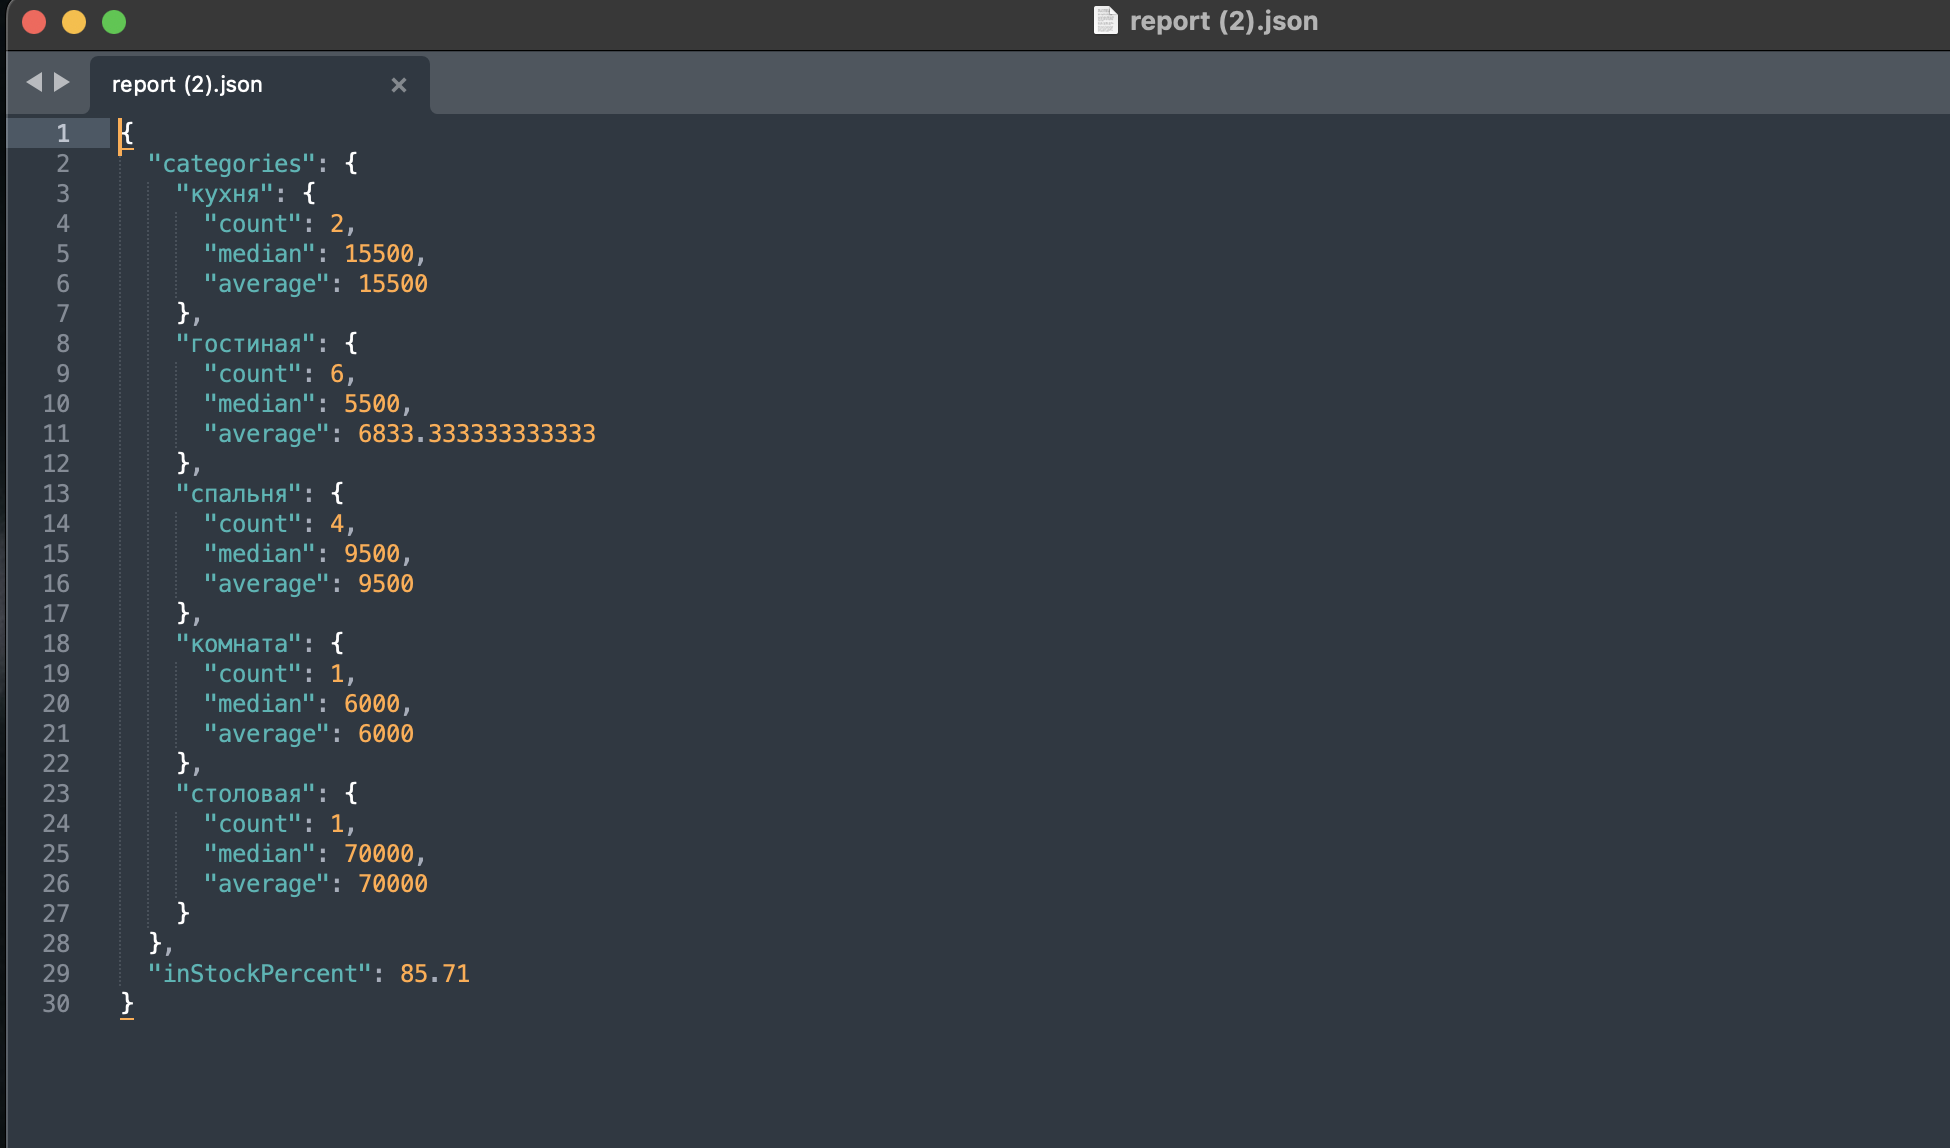 report (2).json
report (2).json ×
1 {
2   "categories": {
3     "кухня": {
4       "count": 2,
5       "median": 15500,
6       "average": 15500
7     },
8     "гостиная": {
9       "count": 6,
10       "median": 5500,
11       "average": 6833.333333333333
12     },
13     "спальня": {
14       "count": 4,
15       "median": 9500,
16       "average": 9500
17     },
18     "комната": {
19       "count": 1,
20       "median": 6000,
21       "average": 6000
22     },
23     "столовая": {
24       "count": 1,
25       "median": 70000,
26       "average": 70000
27     }
28   },
29   "inStockPercent": 85.71
30 }